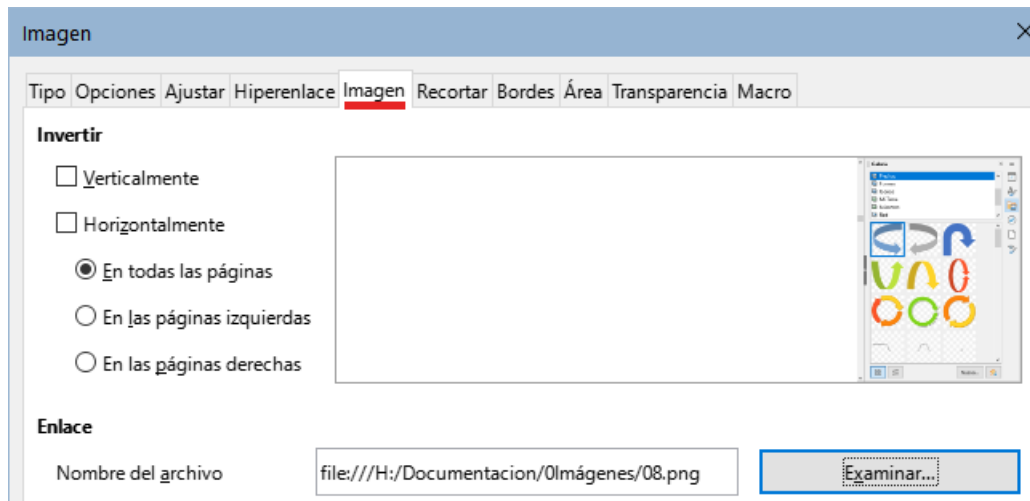 Imagen
Tipo Opciones Ajustar Hiperenlace Imagen Recortar Bordes Área Transparencia Macro
Invertir
Verticalmente
Horizontalmente
En todas las páginas
En las páginas izquierdas
En las páginas derechas
Enlace
Nombre del archivo file:///H:/Documentacion/0Imágenes/08.png Examinar...